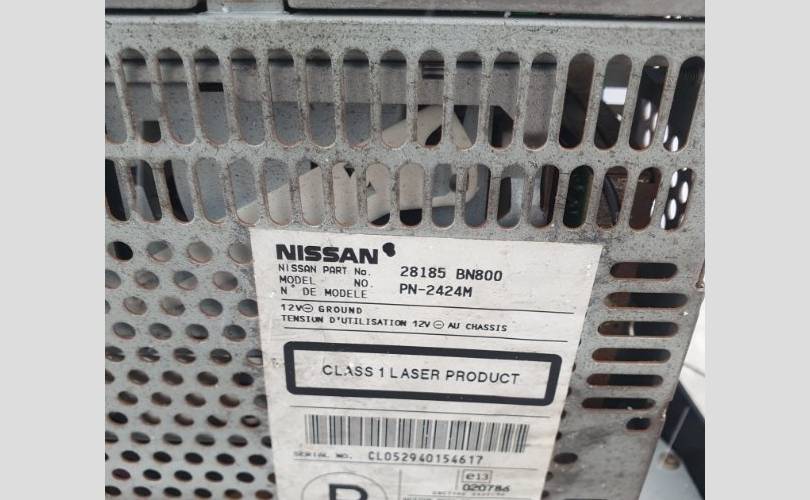 NISSAN
NISSAN PART No. 28185 BN800
MODEL NO. PN-2424M
N° DE MODELE
12V⊖ GROUND
TENSION D'UTILISATION 12V ⊖ AU CHASSIS
CLASS 1 LASER PRODUCT
SERIAL NO. CL052940154617
e13
020786